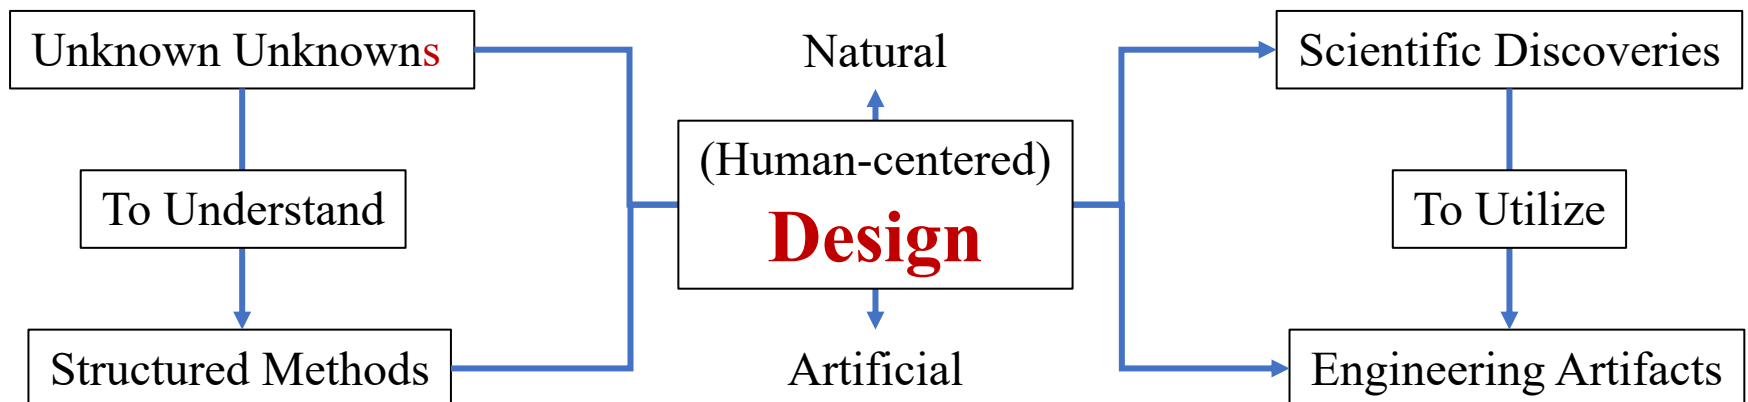 Unknown Unknowns
Natural
Scientific Discoveries
(Human-centered)
Design
To Understand
To Utilize
Structured Methods
Artificial
Engineering Artifacts